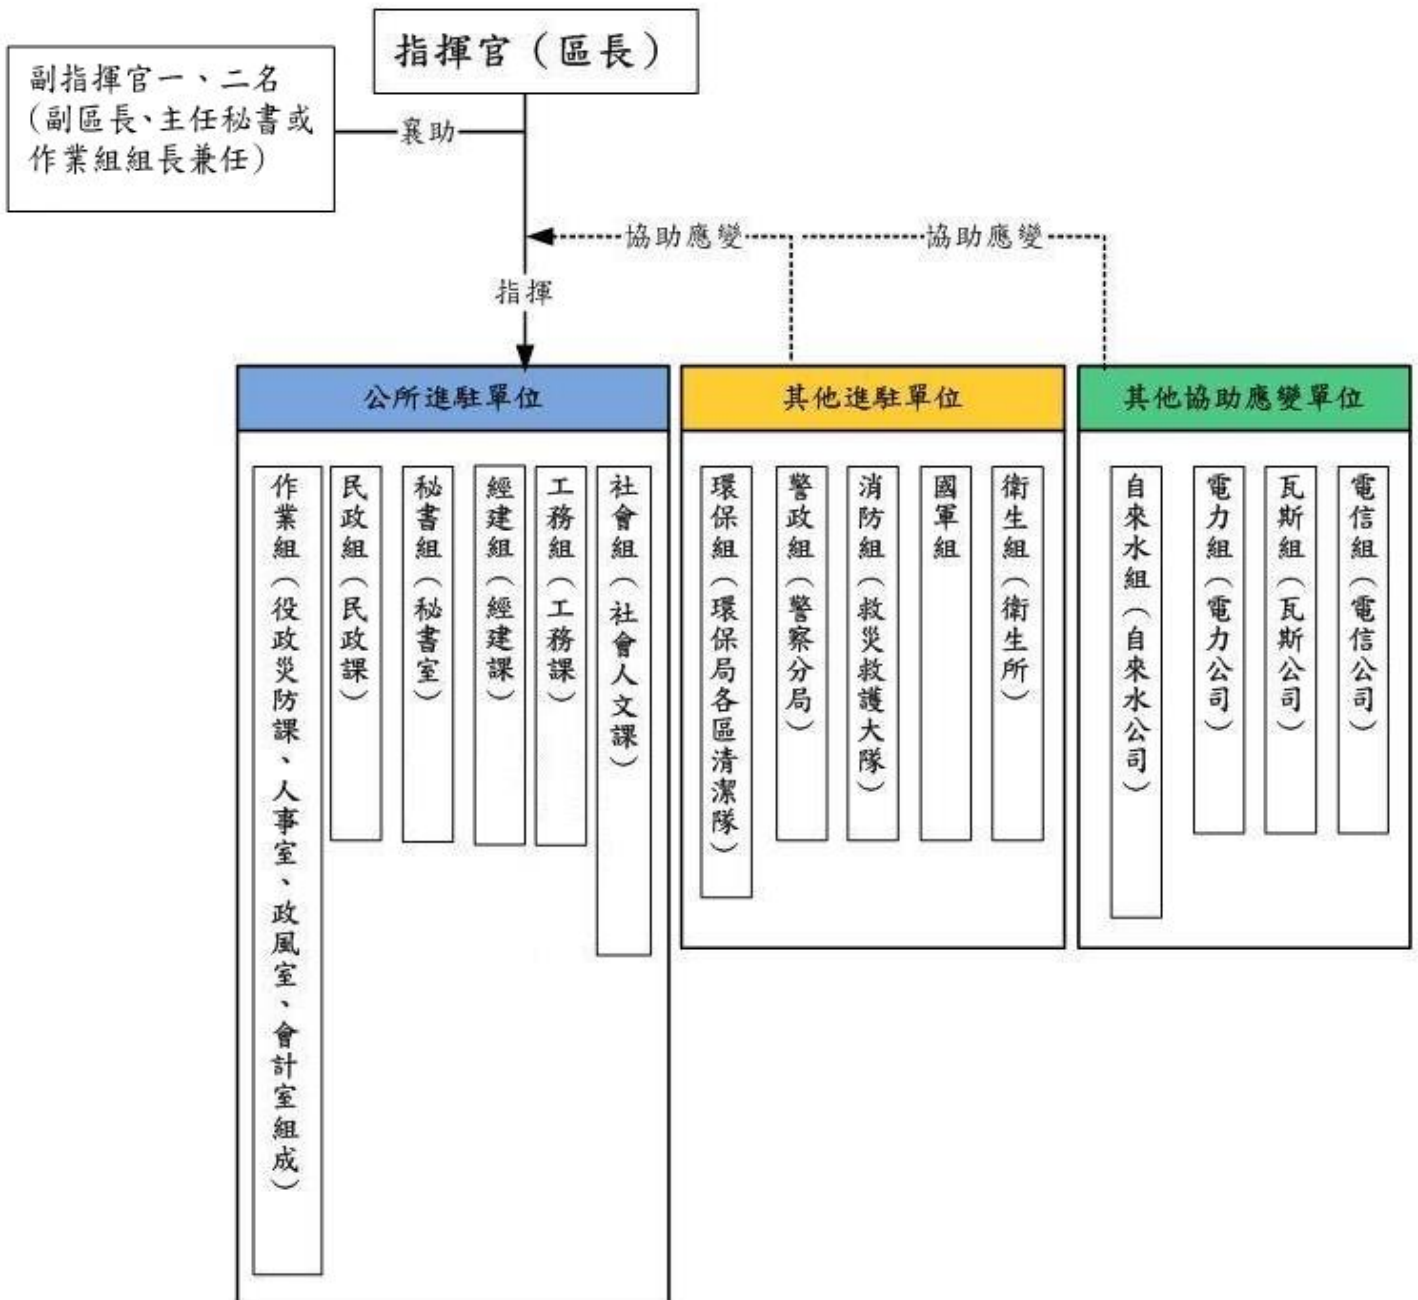 指揮官（區長）
副指揮官一、二名
（副區長、主任秘書或
作業組組長兼任）
襄助
協助應變
協助應變
指揮
公所進駐單位
作業組（役政災防課、人事室、政風室、會計室組成）
民政組（民政課）
秘書組（秘書室）
經建組（經建課）
工務組（工務課）
社會組（社會人文課）
其他進駐單位
環保組（環保局各區清潔隊）
警政組（警察分局）
消防組（救災救護大隊）
國軍組
衛生組（衛生所）
其他協助應變單位
自來水組（自來水公司）
電力組（電力公司）
瓦斯組（瓦斯公司）
電信組（電信公司）